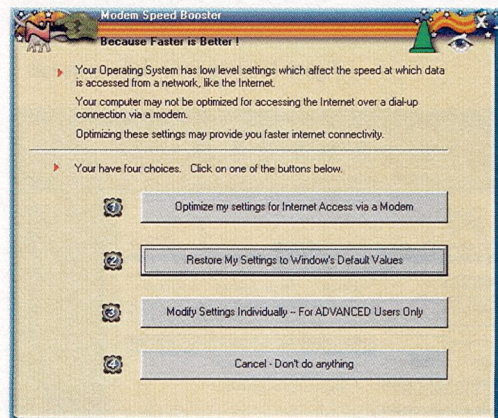 Modem Speed Booster
Because Faster is Better !
Your Operating System has low level settings which affect the speed at which data
is accessed from a network, like the Internet.
Your computer may not be optimized for accessing the Internet over a dial-up
connection via a modem.
Optimizing these settings may provide you faster internet connectivity.
Your have four choices. Click on one of the buttons below.
1 Optimize my settings for Internet Access via a Modem
2 Restore My Settings to Window's Default Values
3 Modify Settings Individually -- For ADVANCED Users Only
4 Cancel - Don't do anything